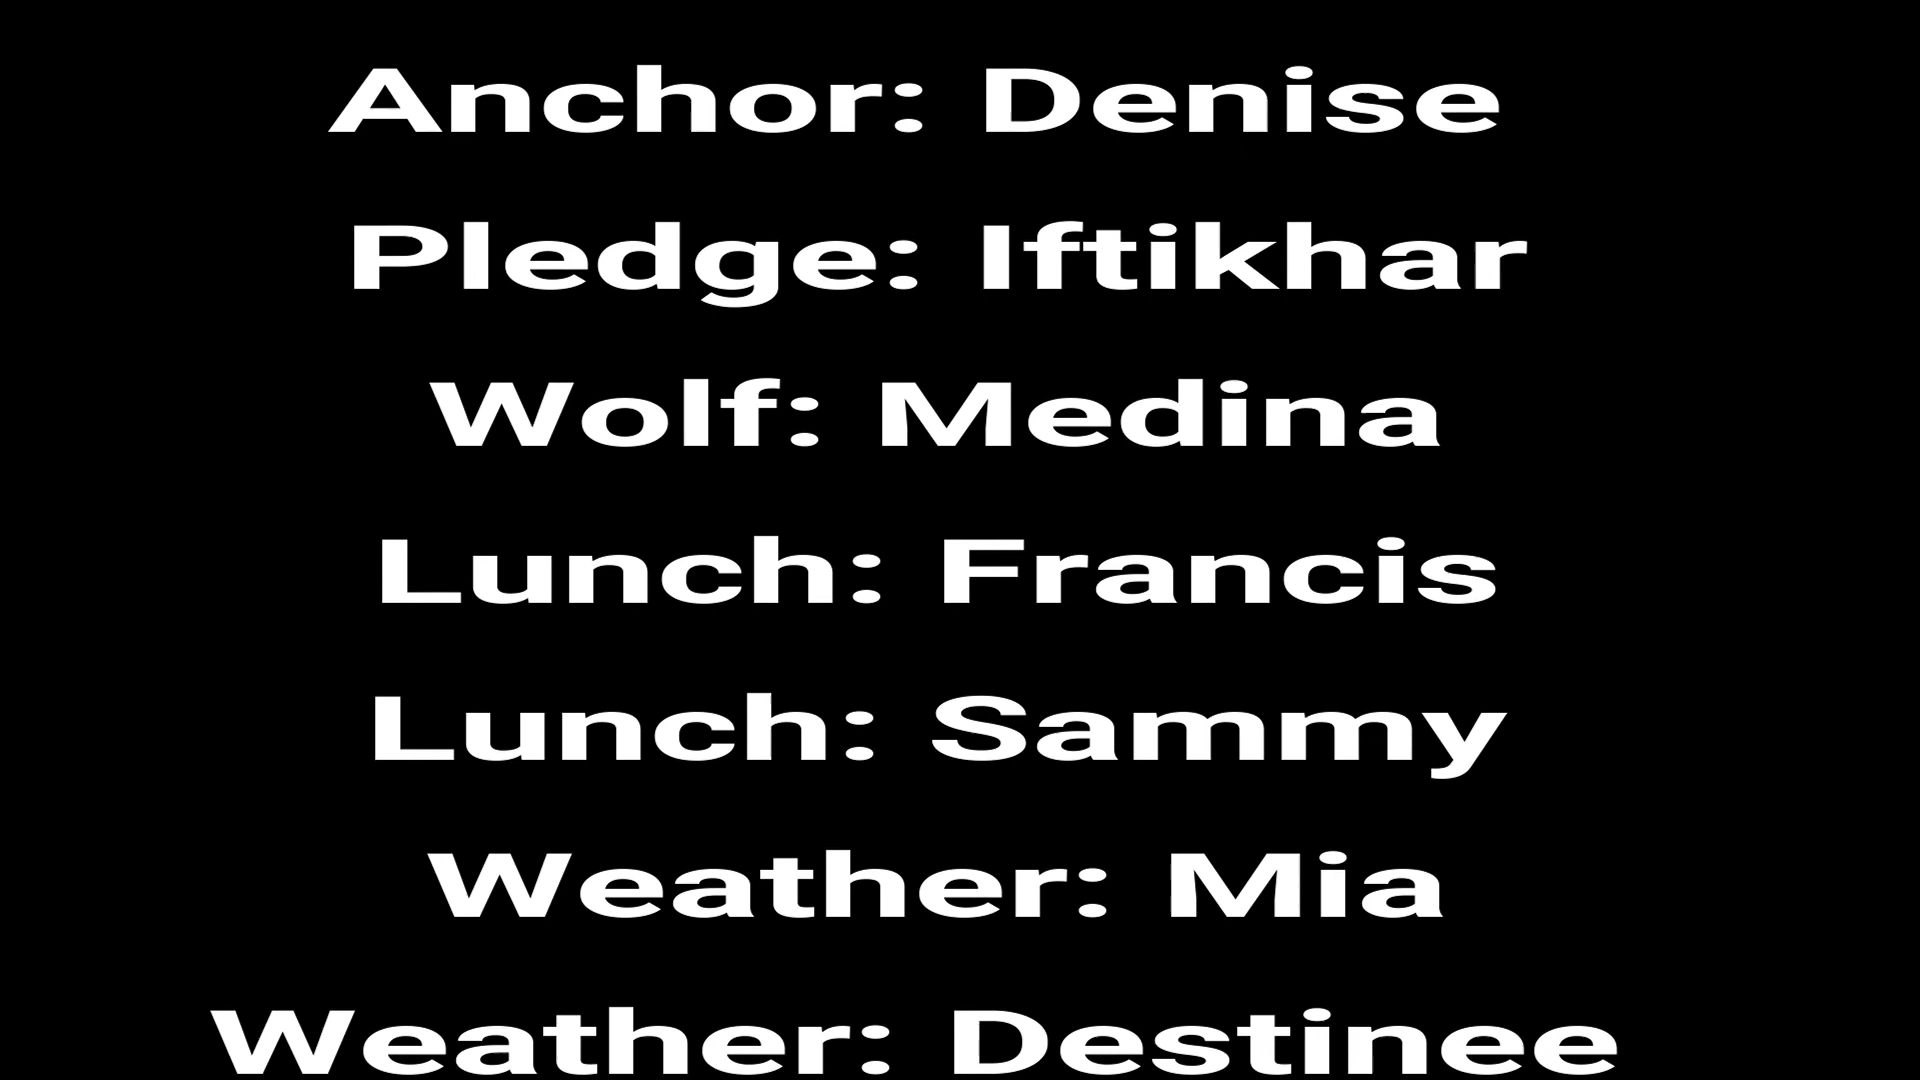 Anchor: Denise
Pledge: Iftikhar
Wolf: Medina
Lunch: Francis
Lunch: Sammy
Weather: Mia
Weather: Destinee